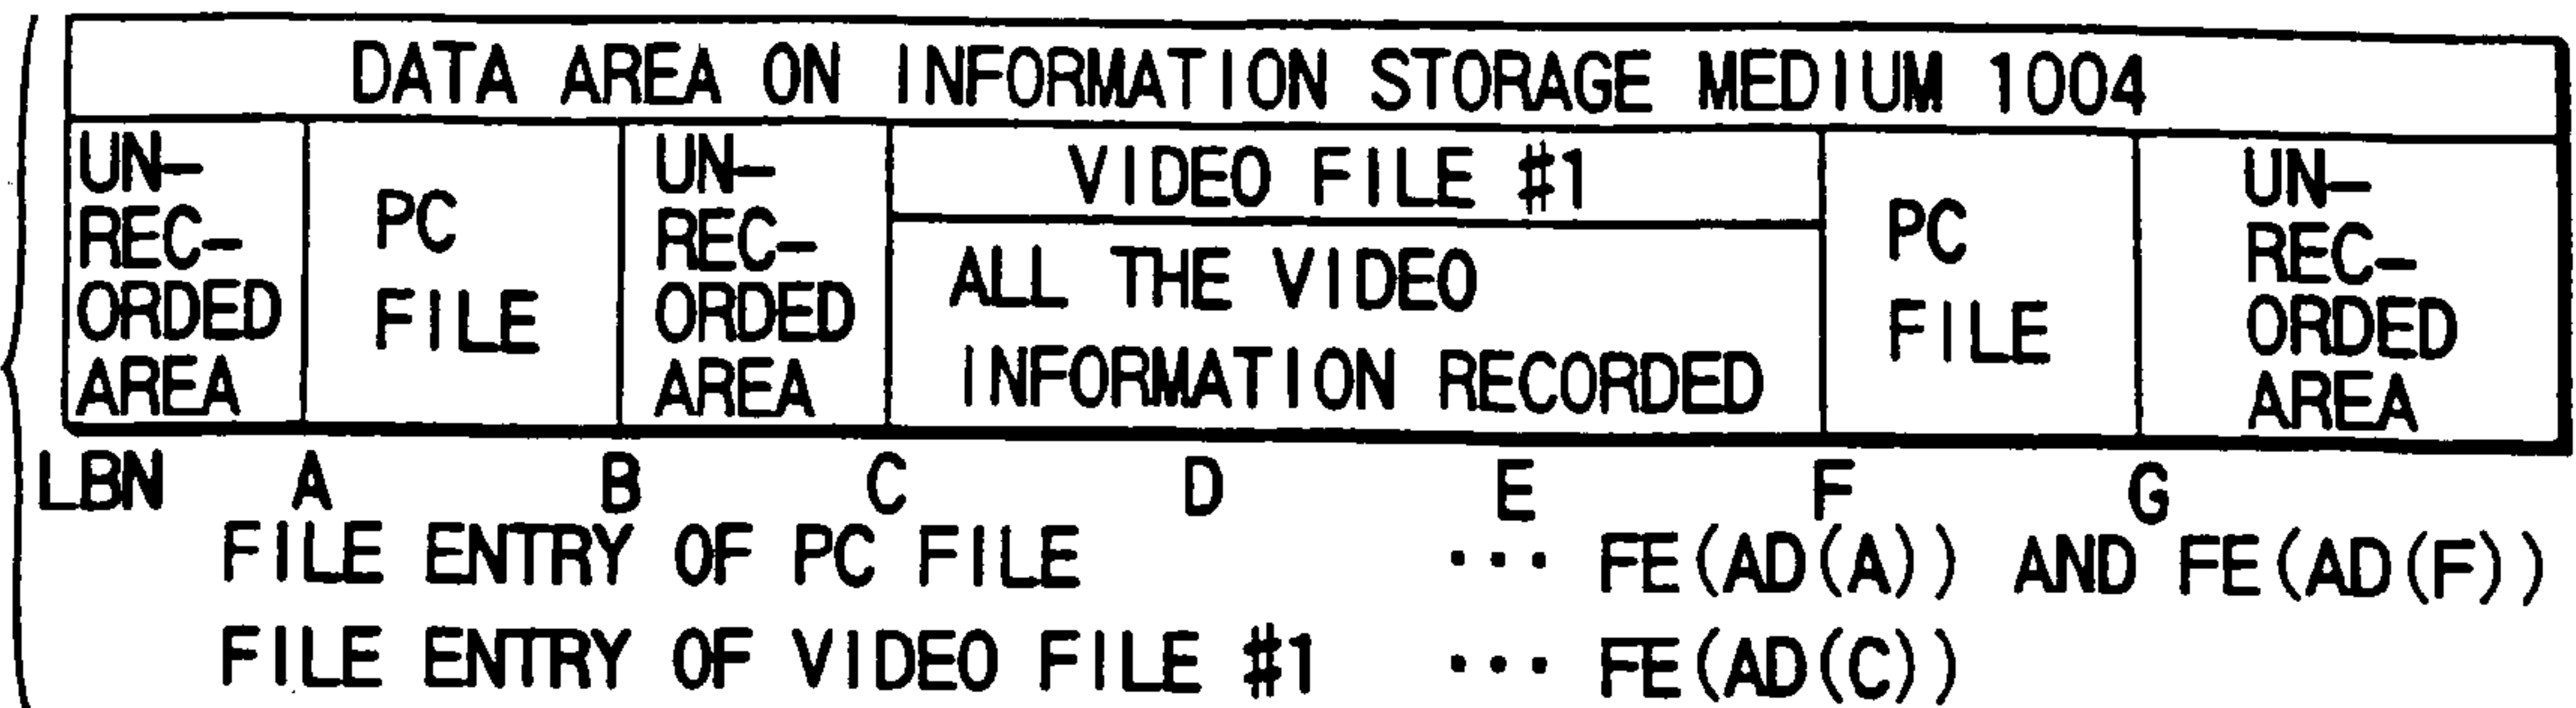 DATA AREA ON INFORMATION STORAGE MEDIUM 1004
UN-
REC-
ORDED
AREA
PC
FILE
UN-
REC-
ORDED
AREA
VIDEO FILE #1
ALL THE VIDEO
INFORMATION RECORDED
PC
FILE
UN-
REC-
ORDED
AREA
LBN A B C D E F G
FILE ENTRY OF PC FILE ••• FE(AD(A)) AND FE(AD(F))
FILE ENTRY OF VIDEO FILE #1 ••• FE(AD(C))